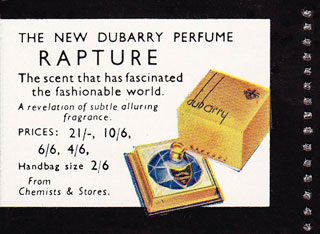 THE NEW DUBARRY PERFUME
RAPTURE
The scent that has fascinated
the fashionable world.
A revelation of subtle alluring
fragrance.
PRICES: 21/-, 10/6,
6/6, 4/6,
Handbag size 2/6
From
Chemists & Stores.
dubarry